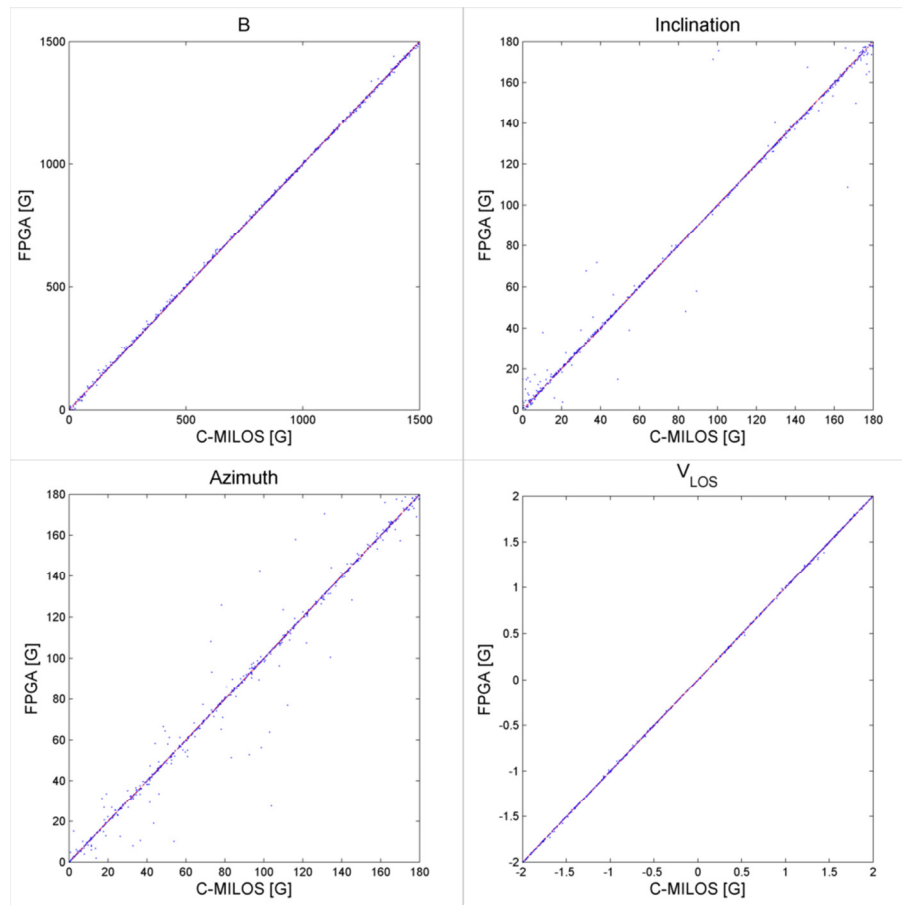 B
1500
1000
500
0
0 500 1000 1500
FPGA [G]
C-MILOS [G]
Inclination
180
160
140
120
100
80
60
40
20
0
0 20 40 60 80 100 120 140 160 180
FPGA [G]
C-MILOS [G]
Azimuth
180
160
140
120
100
80
60
40
20
0
0 20 40 60 80 100 120 140 160 180
FPGA [G]
C-MILOS [G]
V_LOS
2
1.5
1
0.5
0
-0.5
-1
-1.5
-2
-2 -1.5 -1 -0.5 0 0.5 1 1.5 2
FPGA [G]
C-MILOS [G]